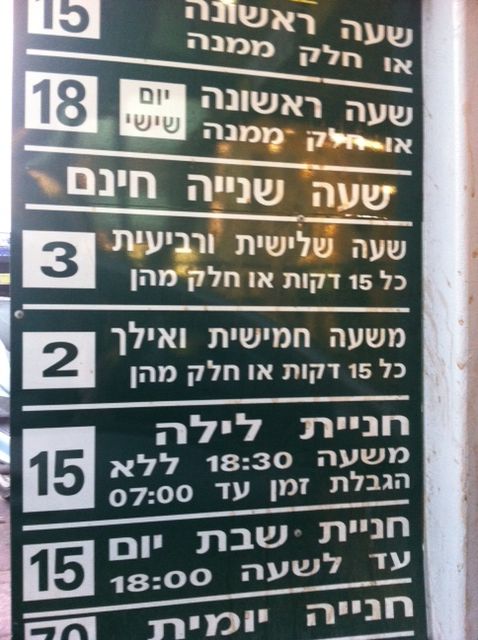 שעה ראשונה 15
או חלק ממנה
שעה ראשונה יום 18
או חלק ממנה שישי
שעה שנייה חינם
שעה שלישית ורביעית 3
כל 15 דקות או חלק מהן
משעה חמישית ואילך 2
כל 15 דקות או חלק מהן
חניית לילה
משעה 18:30 ללא 15
הגבלת זמן עד 07:00
חניית שבת יום 15
עד לשעה 18:00
חנייה יומית 70